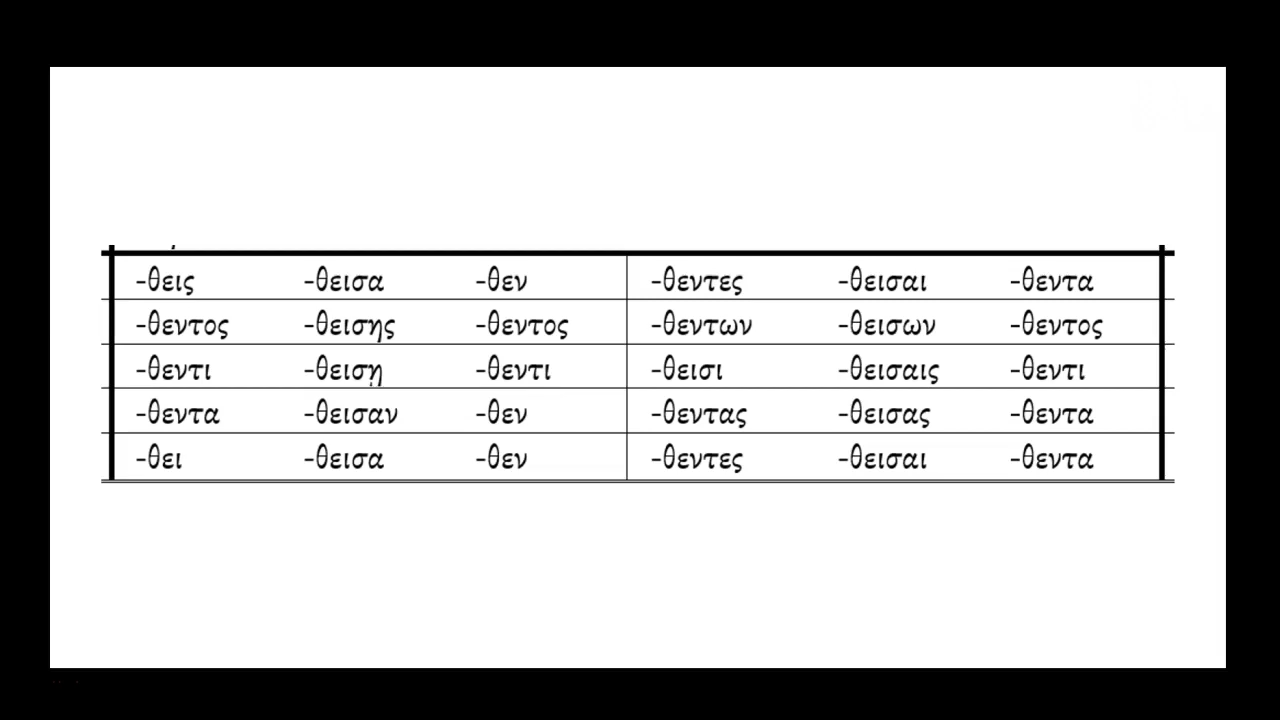 -θεις -θεισα -θεν -θεντες -θεισαι -θεντα
-θεντος -θεισης -θεντος -θεντων -θεισων -θεντος
-θεντι -θεισῃ -θεντι -θεισι -θεισαις -θεντι
-θεντα -θεισαν -θεν -θεντας -θεισας -θεντα
-θει -θεισα -θεν -θεντες -θεισαι -θεντα